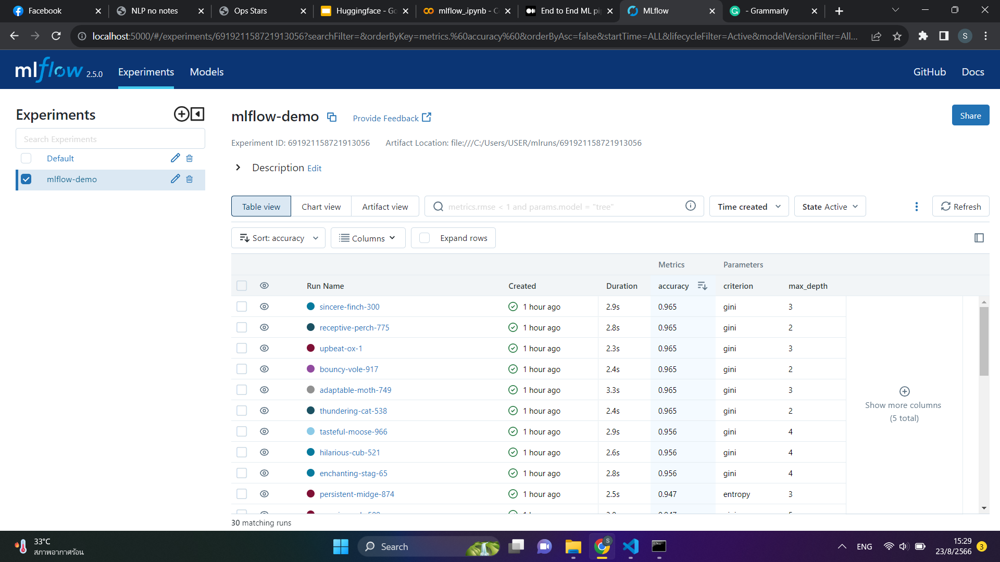 Facebook
NLP no notes
Ops Stars
Huggingface - Go
mlflow_.ipynb - C
End to End ML pip
MLflow
- Grammarly
localhost:5000/#/experiments/691921158721913056?searchFilter=&orderByKey=metrics.%60accuracy%60&orderByAsc=false&startTime=ALL&lifecycleFilter=Active&modelVersionFilter=All...
S
mlflow 2.5.0
Experiments
Models
GitHub
Docs
Experiments
Search Experiments
Default
mlflow-demo
mlflow-demo
Provide Feedback
Share
Experiment ID: 691921158721913056
Artifact Location: file:///C:/Users/USER/mlruns/691921158721913056
Description Edit
Table view
Chart view
Artifact view
metrics.rmse < 1 and params.model = "tree"
Time created
State Active
Refresh
Sort: accuracy
Columns
Expand rows
Metrics
Parameters
Run Name Created Duration accuracy criterion max_depth
sincere-finch-300 1 hour ago 2.9s 0.965 gini 3
receptive-perch-775 1 hour ago 2.8s 0.965 gini 2
upbeat-ox-1 1 hour ago 2.3s 0.965 gini 3
bouncy-vole-917 1 hour ago 2.4s 0.965 gini 2
adaptable-moth-749 1 hour ago 3.3s 0.965 gini 3
thundering-cat-538 1 hour ago 2.4s 0.965 gini 2
tasteful-moose-966 1 hour ago 2.9s 0.956 gini 4
hilarious-cub-521 1 hour ago 2.6s 0.956 gini 4
enchanting-stag-65 1 hour ago 2.8s 0.956 gini 4
persistent-midge-874 1 hour ago 2.5s 0.947 entropy 3
Show more columns
(5 total)
30 matching runs
33°C
สภาพอากาศร้อน
Search
S
ENG
15:29
23/8/2566
3